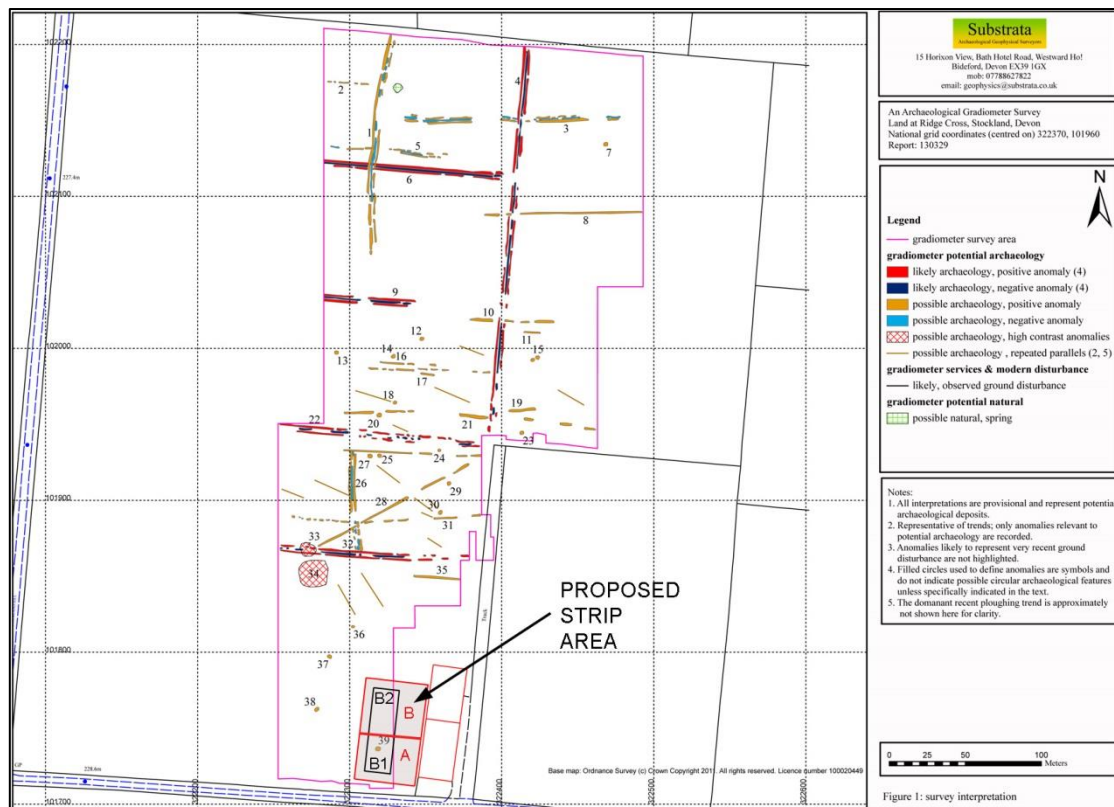 Substrata
Archaeological Geophysical Surveyors
15 Horixon View, Bath Hotel Road, Westward Ho!
Bideford, Devon EX39 1GX
mob: 07788627822
email: geophysics@substrata.co.uk
An Archaeological Gradiometer Survey
Land at Ridge Cross, Stockland, Devon
National grid coordinates (centred on) 322370, 101960
Report: 130329
N
Legend
gradiometer survey area
gradiometer potential archaeology
likely archaeology, positive anomaly (4)
likely archaeology, negative anomaly (4)
possible archaeology, positive anomaly
possible archaeology, negative anomaly
possible archaeology, high contrast anomalies
possible archaeology , repeated parallels (2, 5)
gradiometer services & modern disturbance
likely, observed ground disturbance
gradiometer potential natural
possible natural, spring
Notes:
1. All interpretations are provisional and represent potential
archaeological deposits.
2. Representative of trends; only anomalies relevant to
potential archaeology are recorded.
3. Anomalies likely to represent very recent ground
disturbance are not highlighted.
4. Filled circles used to define anomalies are symbols and
do not indicate possible circular archaeological features
unless specifically indicated in the text.
5. The domanant recent ploughing trend is approximately
not shown here for clarity.
0 25 50 100
Meters
Figure 1: survey interpretation
102200
4
2
3
1
5
7
227.4m
6
102100
8
9
10
11
12
102000
13
14
16
15
17
18
19
20
21
22
23
24
27
25
26
29
101900
28
30
31
33
32
34
35
PROPOSED
STRIP
AREA
36
101800
37
Track
B2
B
38
39
A
B1
GP
228.6m
Base map: Ordnance Survey (c) Crown Copyright 201 . All rights reserved. Licence number 100020449
101700
322300
322400
322500
322600